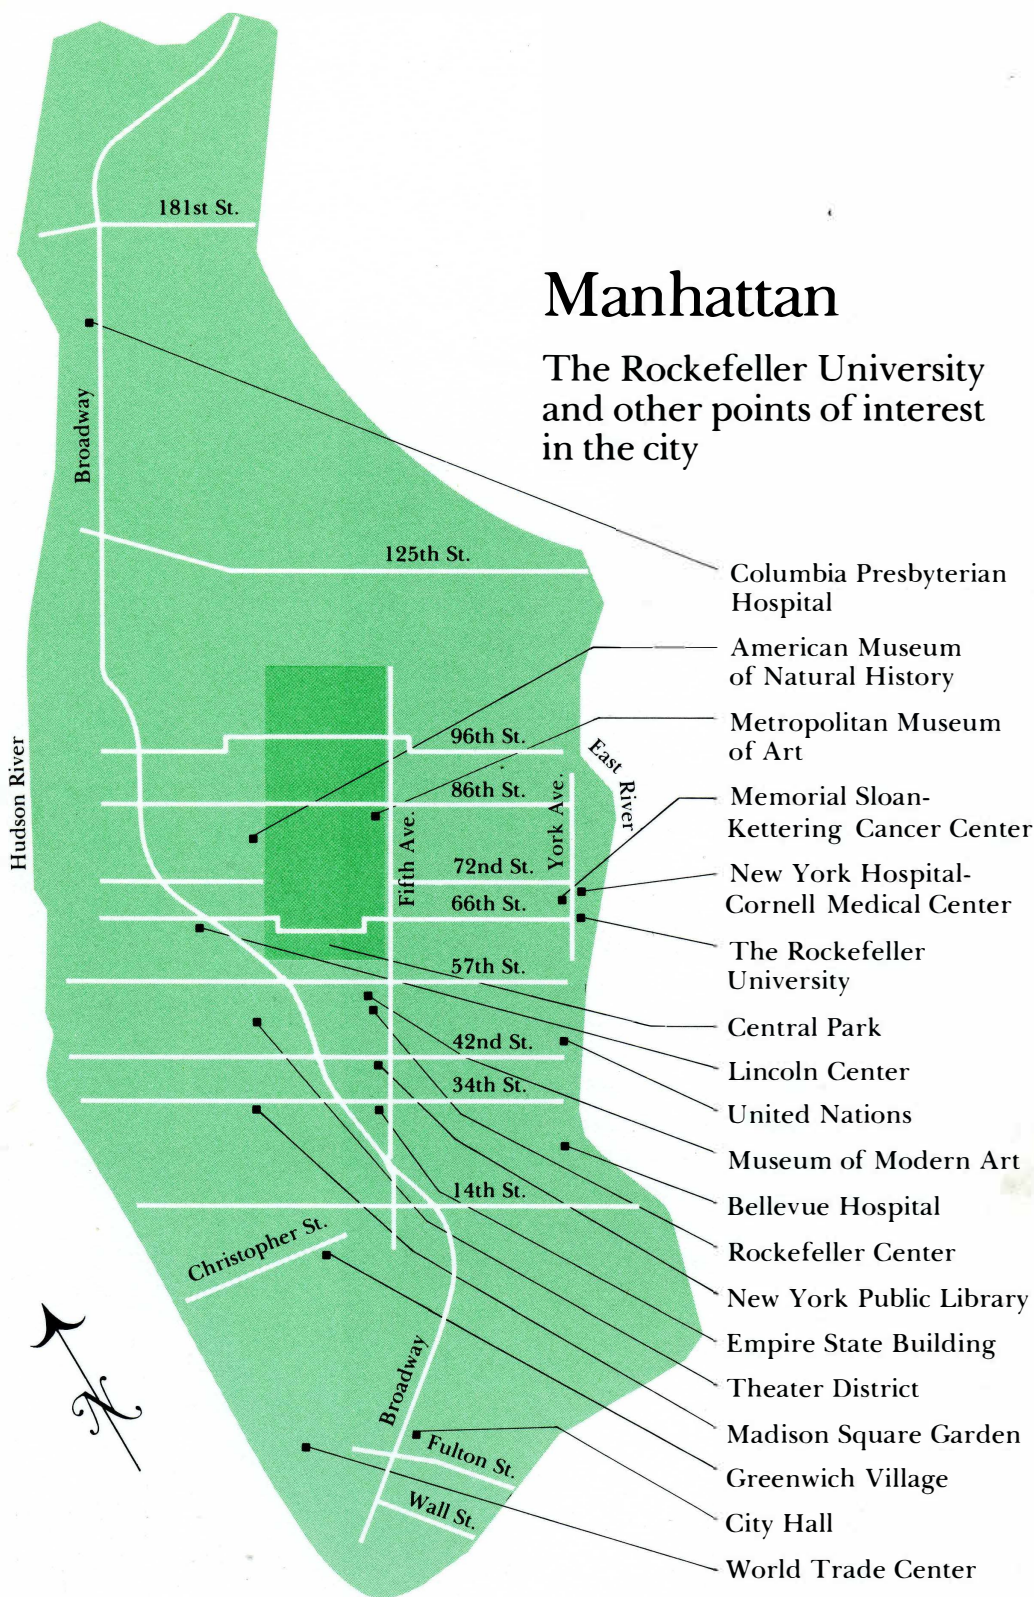 181st St.
Manhattan
The Rockefeller University
and other points of interest
in the city
Broadway
125th St.
Columbia Presbyterian
Hospital
American Museum
of Natural History
Metropolitan Museum
of Art
Hudson River
96th St.
East River
86th St.
York Ave.
Fifth Ave.
Memorial Sloan-
Kettering Cancer Center
72nd St.
New York Hospital-
Cornell Medical Center
66th St.
The Rockefeller
University
57th St.
Central Park
42nd St.
Lincoln Center
34th St.
United Nations
Museum of Modern Art
14th St.
Bellevue Hospital
Christopher St.
Rockefeller Center
New York Public Library
Empire State Building
Broadway
Theater District
N
Madison Square Garden
Fulton St.
Greenwich Village
Wall St.
City Hall
World Trade Center